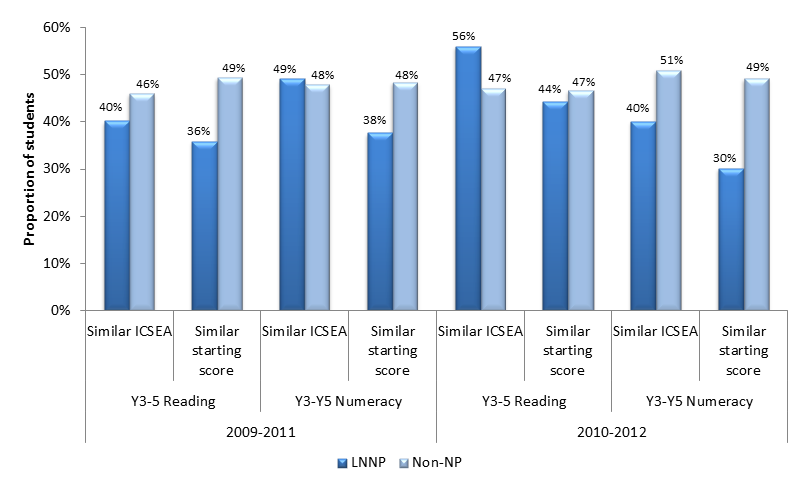 60%
50%
40%
30%
20%
10%
0%
Proportion of students
40%
46%
36%
49%
49%
48%
38%
48%
56%
47%
44%
47%
40%
51%
30%
49%
Similar ICSEA
Similar
starting
score
Similar ICSEA
Similar
starting
score
Similar ICSEA
Similar
starting
score
Similar ICSEA
Similar
starting
score
Y3-5 Reading
Y3-Y5 Numeracy
Y3-5 Reading
Y3-Y5 Numeracy
2009-2011
2010-2012
LNNP
Non-NP